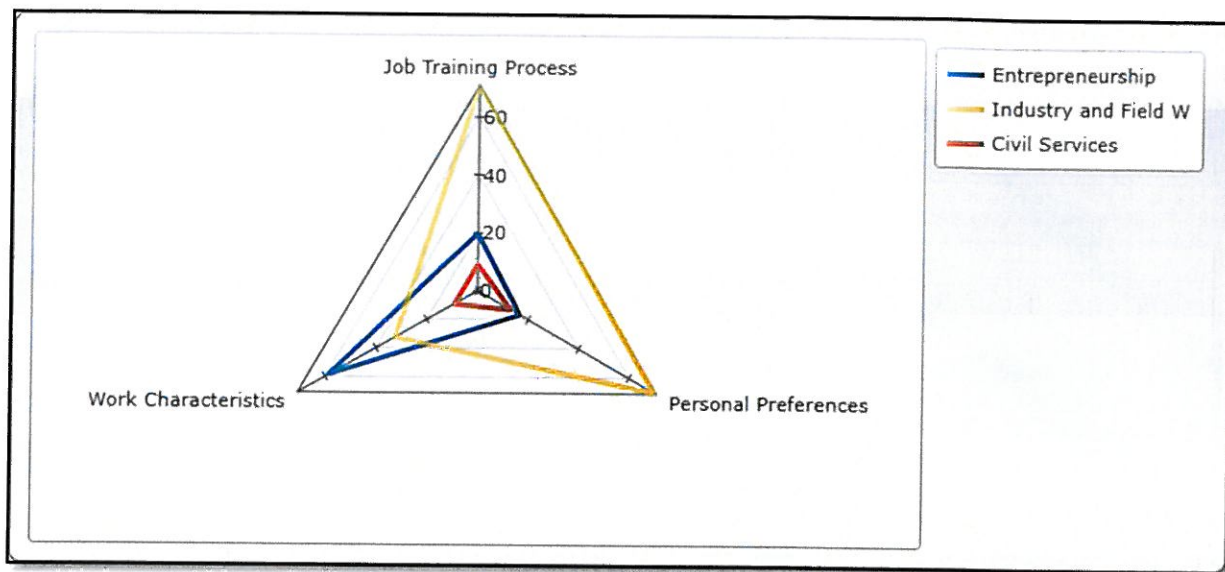 Job Training Process
60
40
20
0
Work Characteristics
Personal Preferences
Entrepreneurship
Industry and Field W
Civil Services